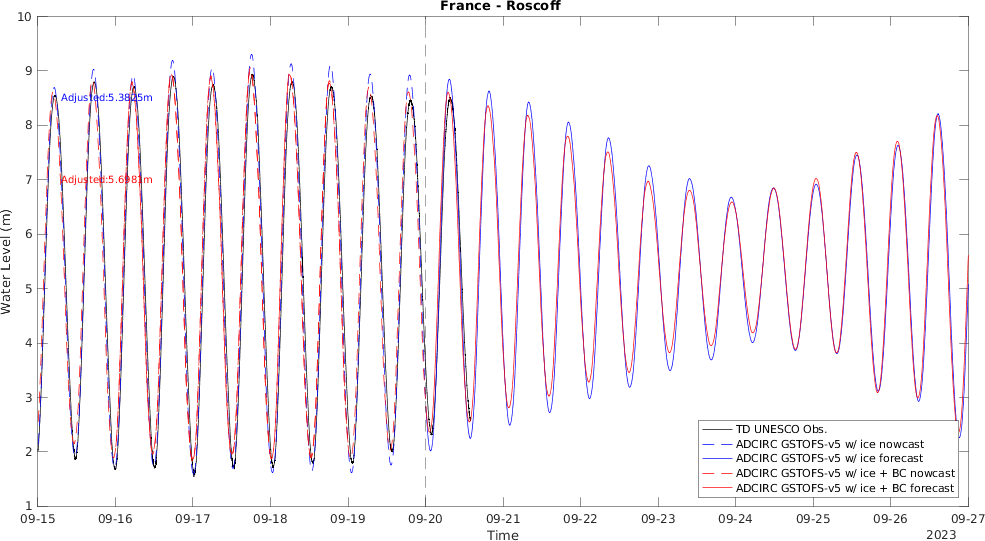 France - Roscoff
10
9
8
7
6
5
4
3
2
1
Water Level (m)
Adjusted:5.3825m
Adjusted:5.6981m
TD UNESCO Obs.
ADCIRC GSTOFS-v5 w/ ice nowcast
ADCIRC GSTOFS-v5 w/ ice forecast
ADCIRC GSTOFS-v5 w/ ice + BC nowcast
ADCIRC GSTOFS-v5 w/ ice + BC forecast
09-15 09-16 09-17 09-18 09-19 09-20 09-21 09-22 09-23 09-24 09-25 09-26 09-27
Time
2023